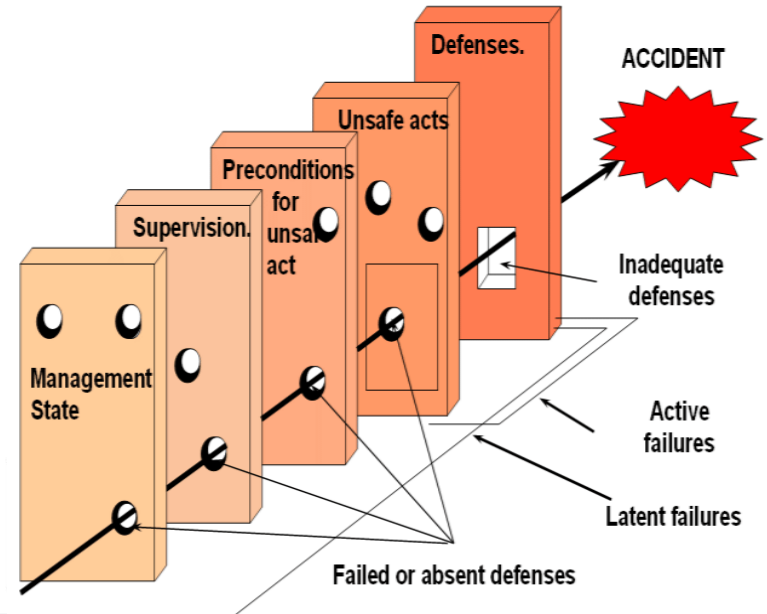 Defenses.
ACCIDENT
Unsafe acts
Preconditions
for
unsaf
act
Supervision.
Management
State
Inadequate
defenses
Active
failures
Latent failures
Failed or absent defenses